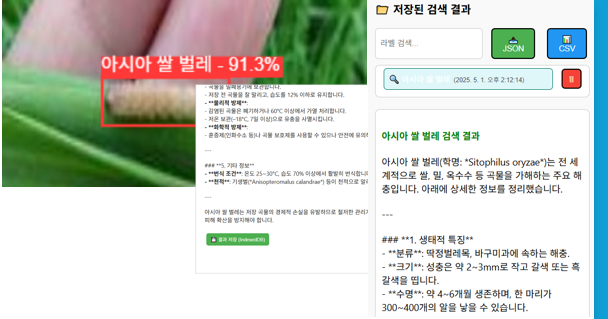 아시아 쌀 벌레 - 91.3%
- 곡물을 밀폐용기에 보관합니다.
- 저장 전 곡물을 잘 말리고, 습도를 12% 이하로 유지합니다.
- **물리적 방제**:
- 감염된 곡물은 폐기하거나 60°C 이상에서 가열 처리합니다.
- 저온 보관(-18°C, 7일 이상)으로 유충을 사멸시킵니다.
- **화학적 방제**:
- 훈증제(인화수소 등)나 곡물 보호제를 사용할 수 있으나 안전에 유의
---
### **5. 기타 정보**
- **번식 조건**: 온도 25~30°C, 습도 70% 이상에서 활발히 번식합니다
- **천적**: 기생벌(*Anisopteromalus calandrae*) 등이 천적으로 알려
---
아시아 쌀 벌레는 저장 곡물의 경제적 손실을 유발하므로 철저한 관리가
피해 확산을 방지해야 합니다.
결과 저장 (IndexedDB)
저장된 검색 결과
라벨 검색...
JSON
CSV
아시아 쌀 벌레 (2025. 5. 1. 오후 2:12:14)
아시아 쌀 벌레 검색 결과
아시아 쌀 벌레(학명: *Sitophilus oryzae*)는 전 세
계적으로 쌀, 밀, 옥수수 등 곡물을 가해하는 주요 해
충입니다. 아래에 상세한 정보를 정리했습니다.
---
### **1. 생태적 특징**
- **분류**: 딱정벌레목, 바구미과에 속하는 해충.
- **크기**: 성충은 약 2~3mm로 작고 갈색 또는 흑
갈색을 띱니다.
- **수명**: 약 4~6개월 생존하며, 한 마리가
300~400개의 알을 낳을 수 있습니다.